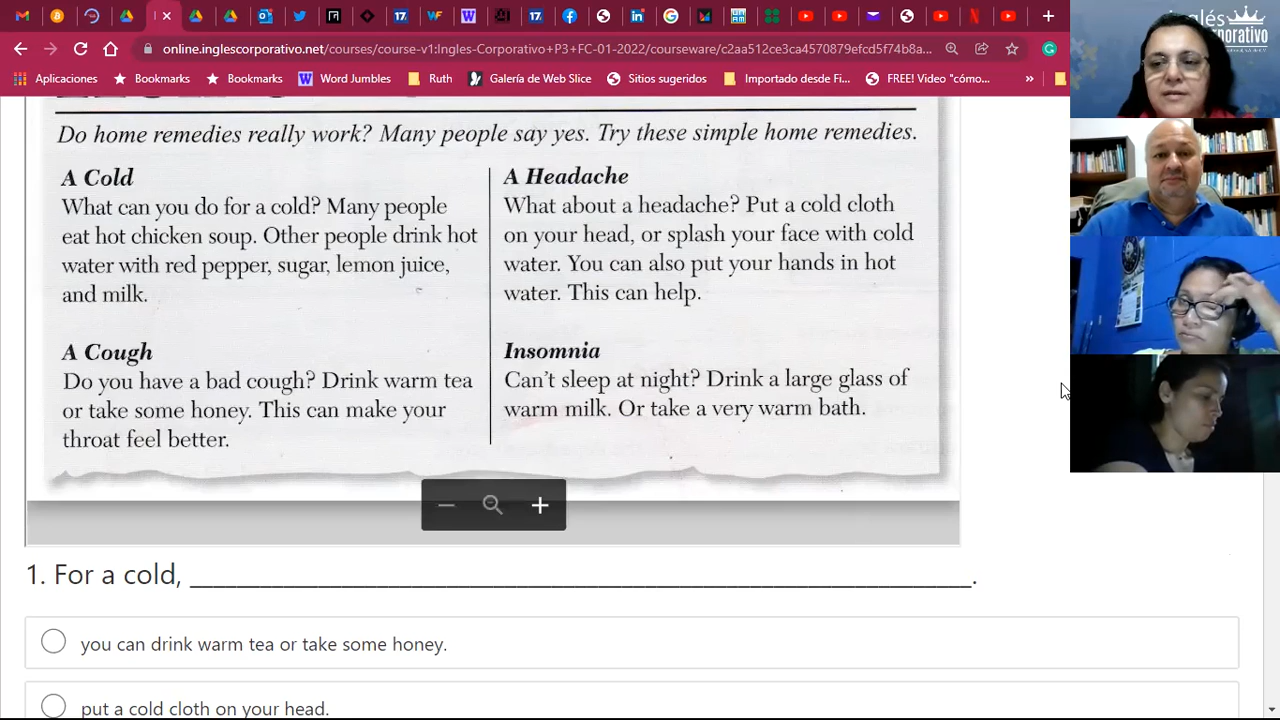 online.inglescorporativo.net/courses/course-v1:Ingles-Corporativo+P3+FC-01-2022/courseware/c2aa512ce3ca4570879efcd5f74b8a...
Aplicaciones Bookmarks Bookmarks Word Jumbles Ruth Galería de Web Slice Sitios sugeridos Importado desde Fi... FREE! Video "cómo... »
inglés
corporativo
Do home remedies really work? Many people say yes. Try these simple home remedies.
A Cold
What can you do for a cold? Many people
eat hot chicken soup. Other people drink hot
water with red pepper, sugar, lemon juice,
and milk.
A Cough
Do you have a bad cough? Drink warm tea
or take some honey. This can make your
throat feel better.
A Headache
What about a headache? Put a cold cloth
on your head, or splash your face with cold
water. You can also put your hands in hot
water. This can help.
Insomnia
Can't sleep at night? Drink a large glass of
warm milk. Or take a very warm bath.
1. For a cold, ______________________________.
you can drink warm tea or take some honey.
put a cold cloth on your head.